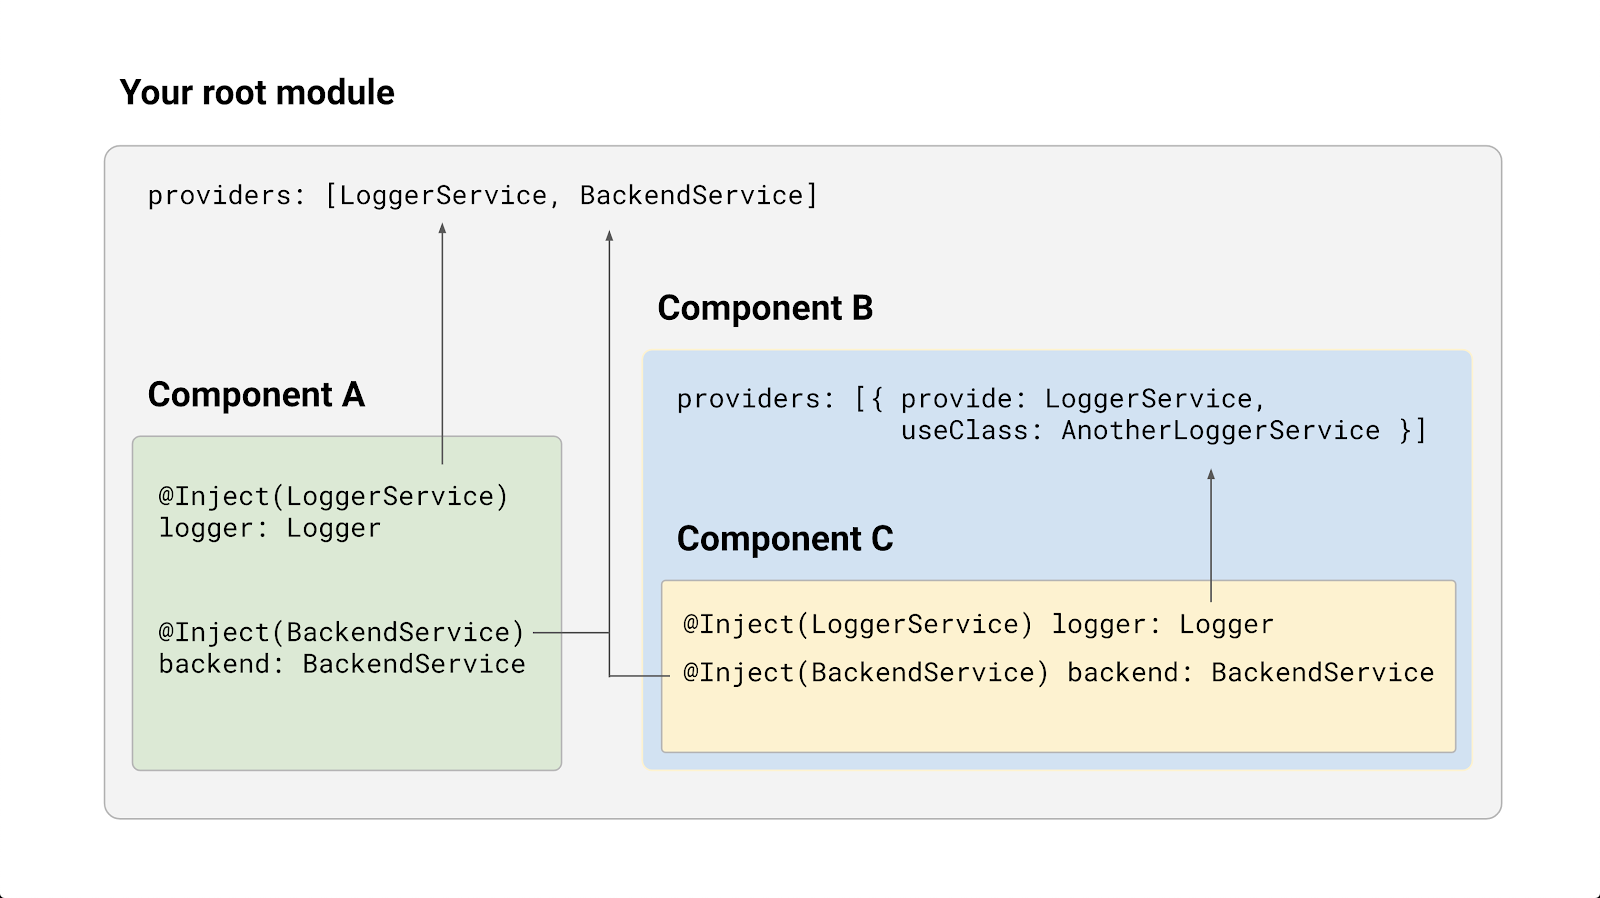 Your root module
providers: [LoggerService, BackendService]
Component A
@Inject(LoggerService)
logger: Logger
@Inject(BackendService)
backend: BackendService
Component B
providers: [{ provide: LoggerService,
useClass: AnotherLoggerService }]
Component C
@Inject(LoggerService) logger: Logger
@Inject(BackendService) backend: BackendService